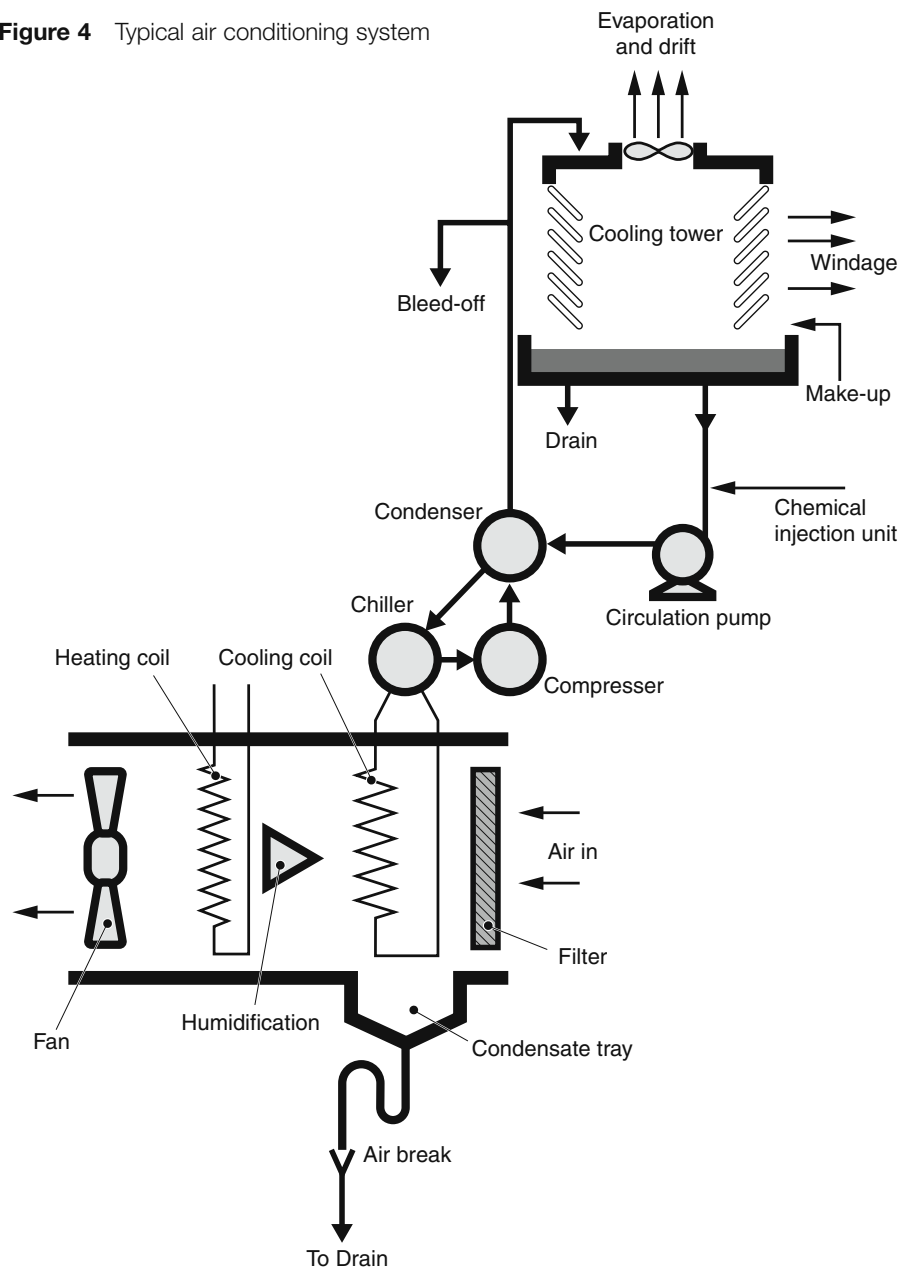 Figure 4 Typical air conditioning system
Evaporation
and drift
Cooling tower
Windage
Bleed-off
Make-up
Drain
Chemical
injection unit
Condenser
Circulation pump
Chiller
Compresser
Heating coil
Cooling coil
Air in
Filter
Humidification
Fan
Condensate tray
Air break
To Drain